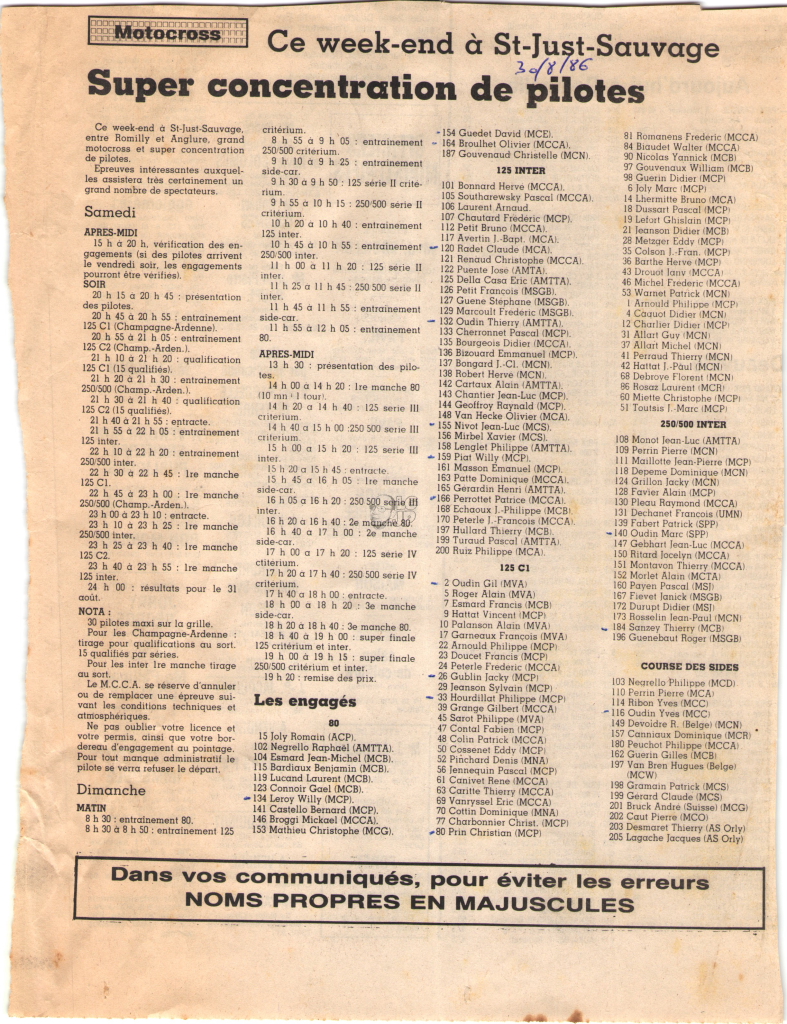 Motocross
Ce week-end à St-Just-Sauvage
30/8/86
Super concentration de pilotes
Ce week-end à St-Just-Sauvage,
entre Romilly et Anglure, grand
motocross et super concentration
de pilotes.
Epreuves intéressantes auxquel-
les assistera très certainement un
grand nombre de spectateurs.
Samedi
APRES-MIDI
15 h à 20 h, vérification des en-
gagements (si des pilotes arrivent
le vendredi soir, les engagements
pourront être vérifiés).
SOIR
20 h 15 à 20 h 45 : présentation
des pilotes.
20 h 45 à 20 h 55 : entrainement
125 C1 (Champagne-Ardenne).
20 h 55 à 21 h 05 : entrainement
125 C2 (Champ.-Arden.).
21 h 10 à 21 h 20 : qualification
125 C1 (15 qualifiés).
21 h 20 à 21 h 30 : entrainement
250/500 (Champ.-Arden.).
21 h 30 à 21 h 40 : qualification
125 C2 (15 qualifiés).
21 h 40 à 21 h 55 : entracte.
21 h 55 à 22 h 05 : entrainement
125 inter.
22 h 10 à 22 h 20 : entrainement
250/500 inter.
22 h 30 à 22 h 45 : 1re manche
125 C1.
22 h 45 à 23 h 00 : 1re manche
250/500 (Champ.-Arden.).
23 h 00 à 23 h 10 : entracte.
23 h 10 à 23 h 25 : 1re manche
250/500 inter.
23 h 25 à 23 h 40 : 1re manche
125 C2.
23 h 40 à 23 h 55 : 1re manche
125 inter.
24 h 00 : résultats pour le 31
août.
NOTA :
30 pilotes maxi sur la grille.
Pour les Champagne-Ardenne :
tirage pour qualifications au sort.
15 qualifiés par séries.
Pour les inter 1re manche tirage
au sort.
Le M.C.C.A. se réserve d'annuler
ou de remplacer une épreuve sui-
vant les conditions techniques et
atmosphériques.
Ne pas oublier votre licence et
votre permis, ainsi que votre bor-
dereau d'engagement au pointage.
Pour tout manque administratif le
pilote se verra refuser le départ.
Dimanche
MATIN
8 h 30 : entrainement 80.
8 h 30 à 8 h 50 : entrainement 125
critérium.
8 h 55 à 9 h 05 : entrainement
250/500 criterium.
9 h 10 à 9 h 25 : entrainement
side-car.
9 h 30 à 9 h 50 : 125 série II crité-
rium.
9 h 55 à 10 h 15 : 250/500 série II
critérium.
10 h 20 à 10 h 40 : entrainement
125 inter.
10 h 45 à 10 h 55 : entrainement
250/500 inter.
11 h 00 à 11 h 20 : 125 série II
inter.
11 h 25 à 11 h 45 : 250/500 série II
inter.
11 h 45 à 11 h 55 : entrainement
side-car.
11 h 55 à 12 h 05 : entrainement
80.
APRES-MIDI
13 h 30 : présentation des pilo-
tes.
14 h 00 à 14 h 20 : 1re manche 80
(10 mn + 1 tour).
14 h 20 à 14 h 40 : 125 série III
criterium.
14 h 40 à 15 h 00 : 250/500 série III
critérium.
15 h 00 à 15 h 20 : 125 série III
inter.
15 h 20 à 15 h 45 : entracte.
15 h 45 à 16 h 05 : 1re manche
side-car.
16 h 05 à 16 h 20 : 250/500 série III
inter.
16 h 20 à 16 h 40 : 2e manche 80.
16 h 40 à 17 h 00 : 2e manche
side-car.
17 h 00 à 17 h 20 : 125 serie IV
ctiterium.
17 h 20 à 17 h 40 : 250/500 série IV
critérium.
17 h 40 à 18 h 00 : entracte.
18 h 00 à 18 h 20 : 3e manche
side-car.
18 h 20 à 18 h 40 : 3e manche 80.
18 h 40 à 19 h 00 : super finale
125 critérium et inter.
19 h 00 à 19 h 15 : super finale
250/500 critérium et inter.
19 h 20 : remise des prix.
Les engagés
80
15 Joly Romain (ACP).
102 Negrello Raphaël (AMTTA).
104 Esmard Jean-Michel (MCB).
115 Bardiaux Benjamin (MCB).
119 Lucand Laurent (MCB).
123 Connoir Gael (MCB).
134 Leroy Willy (MCP).
141 Castello Bernard (MCP).
146 Broggi Mickael (MCCA).
153 Mathieu Christophe (MCG).
154 Guedet David (MCE).
164 Broulhet Olivier (MCCA).
187 Gouvenaud Christelle (MCN).
125 INTER
101 Bonnard Hervé (MCCA).
105 Southarewsky Pascal (MCCA).
106 Laurent Arnaud.
107 Chautard Frédéric (MCP).
112 Petit Bruno (MCCA).
117 Avertin J.-Bapt. (MCA).
120 Radet Claude (MCA).
121 Renaud Christophe (MCCA).
122 Puente Jose (AMTA).
125 Della Casa Eric (AMTTA).
126 Petit François (MSGB).
127 Guene Stéphane (MSGB).
129 Marcoult Frédéric (MSGB).
132 Oudin Thierry (AMTTA).
133 Cherronnet Pascal (MCP).
135 Bourgeois Didier (MCCA).
136 Bizouard Emmanuel (MCP).
137 Bongard J.-Cl. (MCN).
138 Robert Hervé (MCN).
142 Cartaux Alain (AMTTA).
143 Chantier Jean-Luc (MCP).
144 Geoffroy Raynald (MCP).
148 Van Hecke Olivier (MCA).
155 Nivot Jean-Luc (MCS).
156 Mirbel Xavier (MCS).
158 Lenglet Philippe (AMTTA).
159 Piat Willy (MCP).
161 Masson Emanuel (MCP).
163 Patte Dominique (MCCA).
165 Gérardin Henri (AMTTA).
166 Perrottet Patrice (MCCA).
168 Echaoux J.-Philippe (MCB).
170 Peterle J.-Francois (MCCA).
197 Hullard Thierry (MCB).
199 Turaud Pascal (AMTTA).
200 Ruiz Philippe (MCA).
125 C1
2 Oudin Gil (MVA)
5 Roger Alain (MVA)
7 Esmard Francis (MCB)
9 Hattat Vincent (MCP)
10 Palanson Alain (MVA)
17 Garneaux François (MVA)
22 Arnould Philippe (MCP)
23 Doucet Francis (MCP)
24 Peterle Frederic (MCCA)
26 Gublin Jacky (MCP)
29 Jeanson Sylvain (MCP)
33 Hourdillat Philippe (MCP)
39 Grange Gilbert (MCCA)
45 Sarot Philippe (MVA)
47 Contal Fabien (MCP)
48 Colin Patrick (MCCA)
50 Cossenet Eddy (MCP)
52 Pinchard Denis (MNA)
56 Jennequin Pascal (MCP)
61 Canivet Rene (MCCA)
63 Caritte Thierry (MCCA)
69 Vanryssel Eric (MCCA)
70 Cottin Dominique (MNA)
77 Charbonnier Christ. (MCP)
80 Prin Christian (MCP)
81 Romanens Frederic (MCCA)
84 Biaudet Walter (MCCA)
90 Nicolas Yannick (MCB)
97 Gouvenaux William (MCB)
98 Guerin Didier (MCP)
6 Joly Marc (MCP)
14 Lhermitte Bruno (MCA)
18 Dussart Pascal (MCP)
19 Lefort Ghislain (MCP)
21 Jeanson Didier (MCB)
28 Metzger Eddy (MCP)
35 Colson J.-Fran. (MCP)
36 Barthe Herve (MCP)
43 Drouot Jany (MCCA)
46 Michel Frederic (MCCA)
53 Warnet Patrick (MCN)
1 Arnould Philippe (MCP)
4 Caquot Didier (MCN)
12 Charlier Didier (MCP)
31 Allart Guy (MCN)
37 Allart Michel (MCN)
41 Perraud Thierry (MCN)
42 Hattat J.-Paul (MCN)
68 Debroye Florent (MCN)
86 Rosaz Laurent (MCR)
60 Miette Christophe (MCP)
51 Toutsis J.-Marc (MCP)
250/500 INTER
108 Monot Jean-Luc (AMTTA)
109 Perrin Pierre (MCN)
111 Maillotte Jean-Pierre (MCP)
118 Depeme Dominique (MCN)
124 Grillon Jacky (MCN)
128 Favier Alain (MCP)
130 Pleau Raymond (MCCA)
131 Dechanet Francis (UMN)
139 Fabert Patrick (SPP)
140 Oudin Marc (SPP)
147 Gebhart Jean-Luc (MCCA)
150 Ritard Jocelyn (MCCA)
151 Montavon Thierry (MCCA)
152 Morlet Alain (MCTA)
160 Payen Pascal (MSJ)
167 Fievet Janick (MSGB)
172 Durupt Didier (MSJ)
173 Rosselin Jean-Paul (MCN)
184 Sanzey Thierry (MCB)
196 Guenebaut Roger (MSGB)
COURSE DES SIDES
103 Negrello Philippe (MCD)
110 Perrin Pierre (MCA)
114 Ribon Yves (MCC)
116 Oudin Yves (MCC)
149 Devoidre R. (Belge) (MCN)
157 Canniaux Dominique (MCR)
180 Peuchot Philippe (MCCA)
162 Guerin Gilles (MCB)
197 Van Bren Hugues (Belge)
(MCW)
198 Gramain Patrick (MCS)
199 Gerard Claude (MCS)
201 Bruck André (Suisse) (MCG)
202 Caut Pierre (MCO)
203 Desmaret Thierry (AS Orly)
205 Lagache Jacques (AS Orly)
Dans vos communiqués, pour éviter les erreurs
NOMS PROPRES EN MAJUSCULES